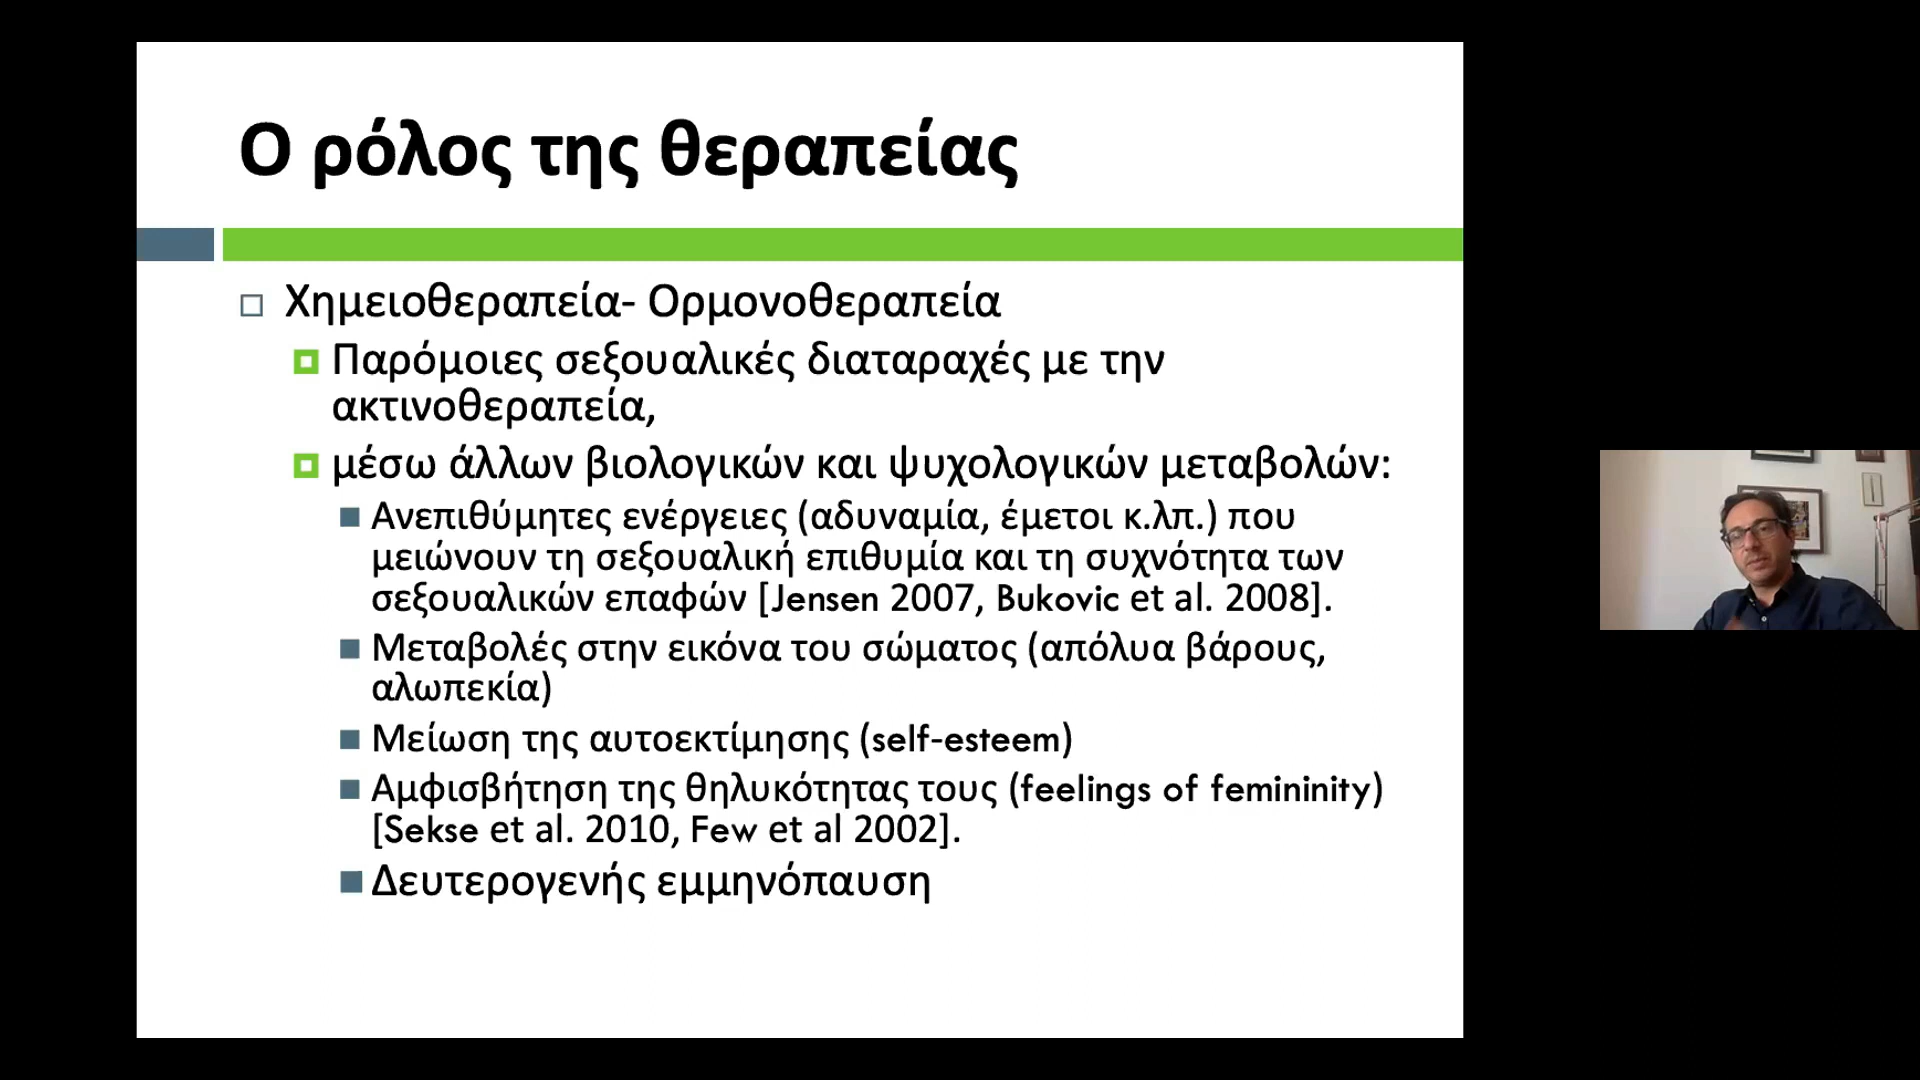 Ο ρόλος της θεραπείας
Χημειοθεραπεία- Ορμονοθεραπεία
Παρόμοιες σεξουαλικές διαταραχές με την
ακτινοθεραπεία,
μέσω άλλων βιολογικών και ψυχολογικών μεταβολών:
Ανεπιθύμητες ενέργειες (αδυναμία, έμετοι κ.λπ.) που
μειώνουν τη σεξουαλική επιθυμία και τη συχνότητα των
σεξουαλικών επαφών [Jensen 2007, Bukovic et al. 2008].
Μεταβολές στην εικόνα του σώματος (απόλυα βάρους,
αλωπεκία)
Μείωση της αυτοεκτίμησης (self-esteem)
Αμφισβήτηση της θηλυκότητας τους (feelings of femininity)
[Sekse et al. 2010, Few et al 2002].
Δευτερογενής εμμηνόπαυση